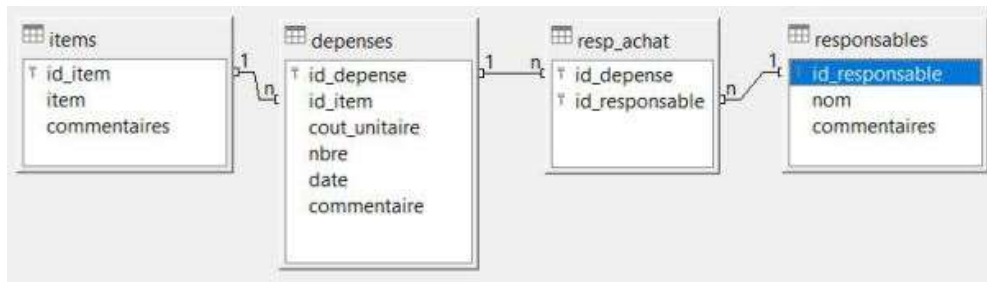 items
id_item
item
commentaires
1
n
depenses
id_depense
id_item
cout_unitaire
nbre
date
commentaire
1
n
resp_achat
id_depense
id_responsable
n
1
responsables
id_responsable
nom
commentaires